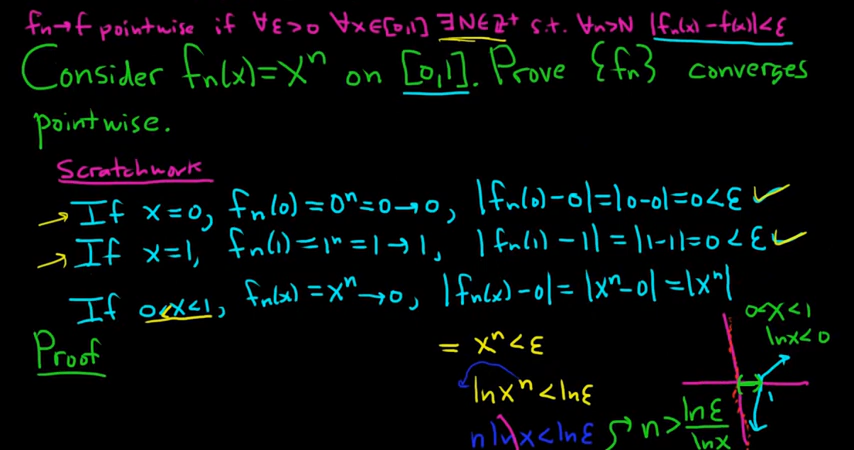 fn→f pointwise if ∀ε>0 ∀x∈[0,1] ∃N∈ℤ⁺ s.t. ∀n>N |fn(x)-f(x)|<ε
Consider fn(x)=xⁿ on [0,1]. Prove {fn} converges
pointwise.
Scratchwork
→ If x=0, fn(0)=0ⁿ=0→0, |fn(0)-0|=|0-0|=0<ε ✓
→ If x=1, fn(1)=1ⁿ=1→1, |fn(1)-1|=|1-1|=0<ε ✓
If 0<x<1, fn(x)=xⁿ→0, |fn(x)-0|=|xⁿ-0|=|xⁿ|
0<x<1
lnx<0
Proof
= xⁿ<ε
lnxⁿ<lnε
1
n lnx<lnε
n > lnε/lnx